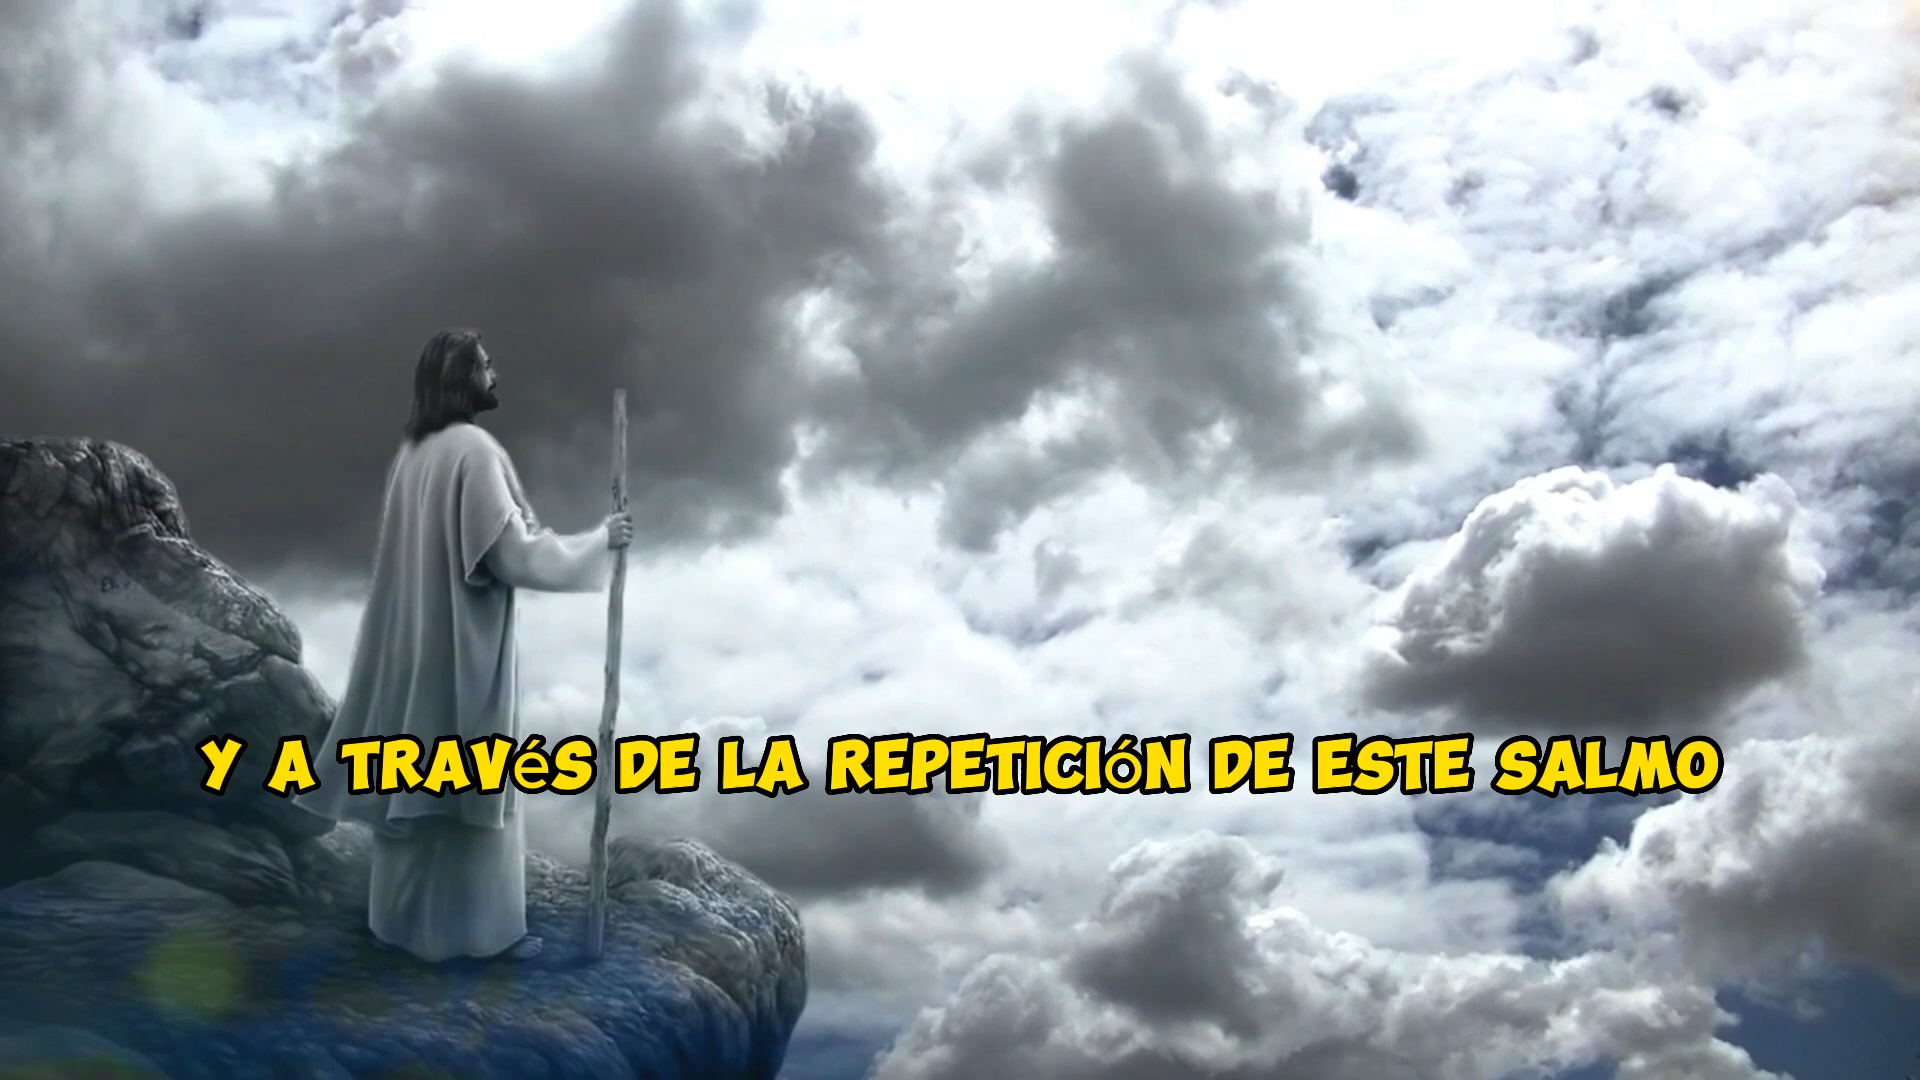 Y A TRAVéS DE LA REPETICIóN DE ESTE SALMO